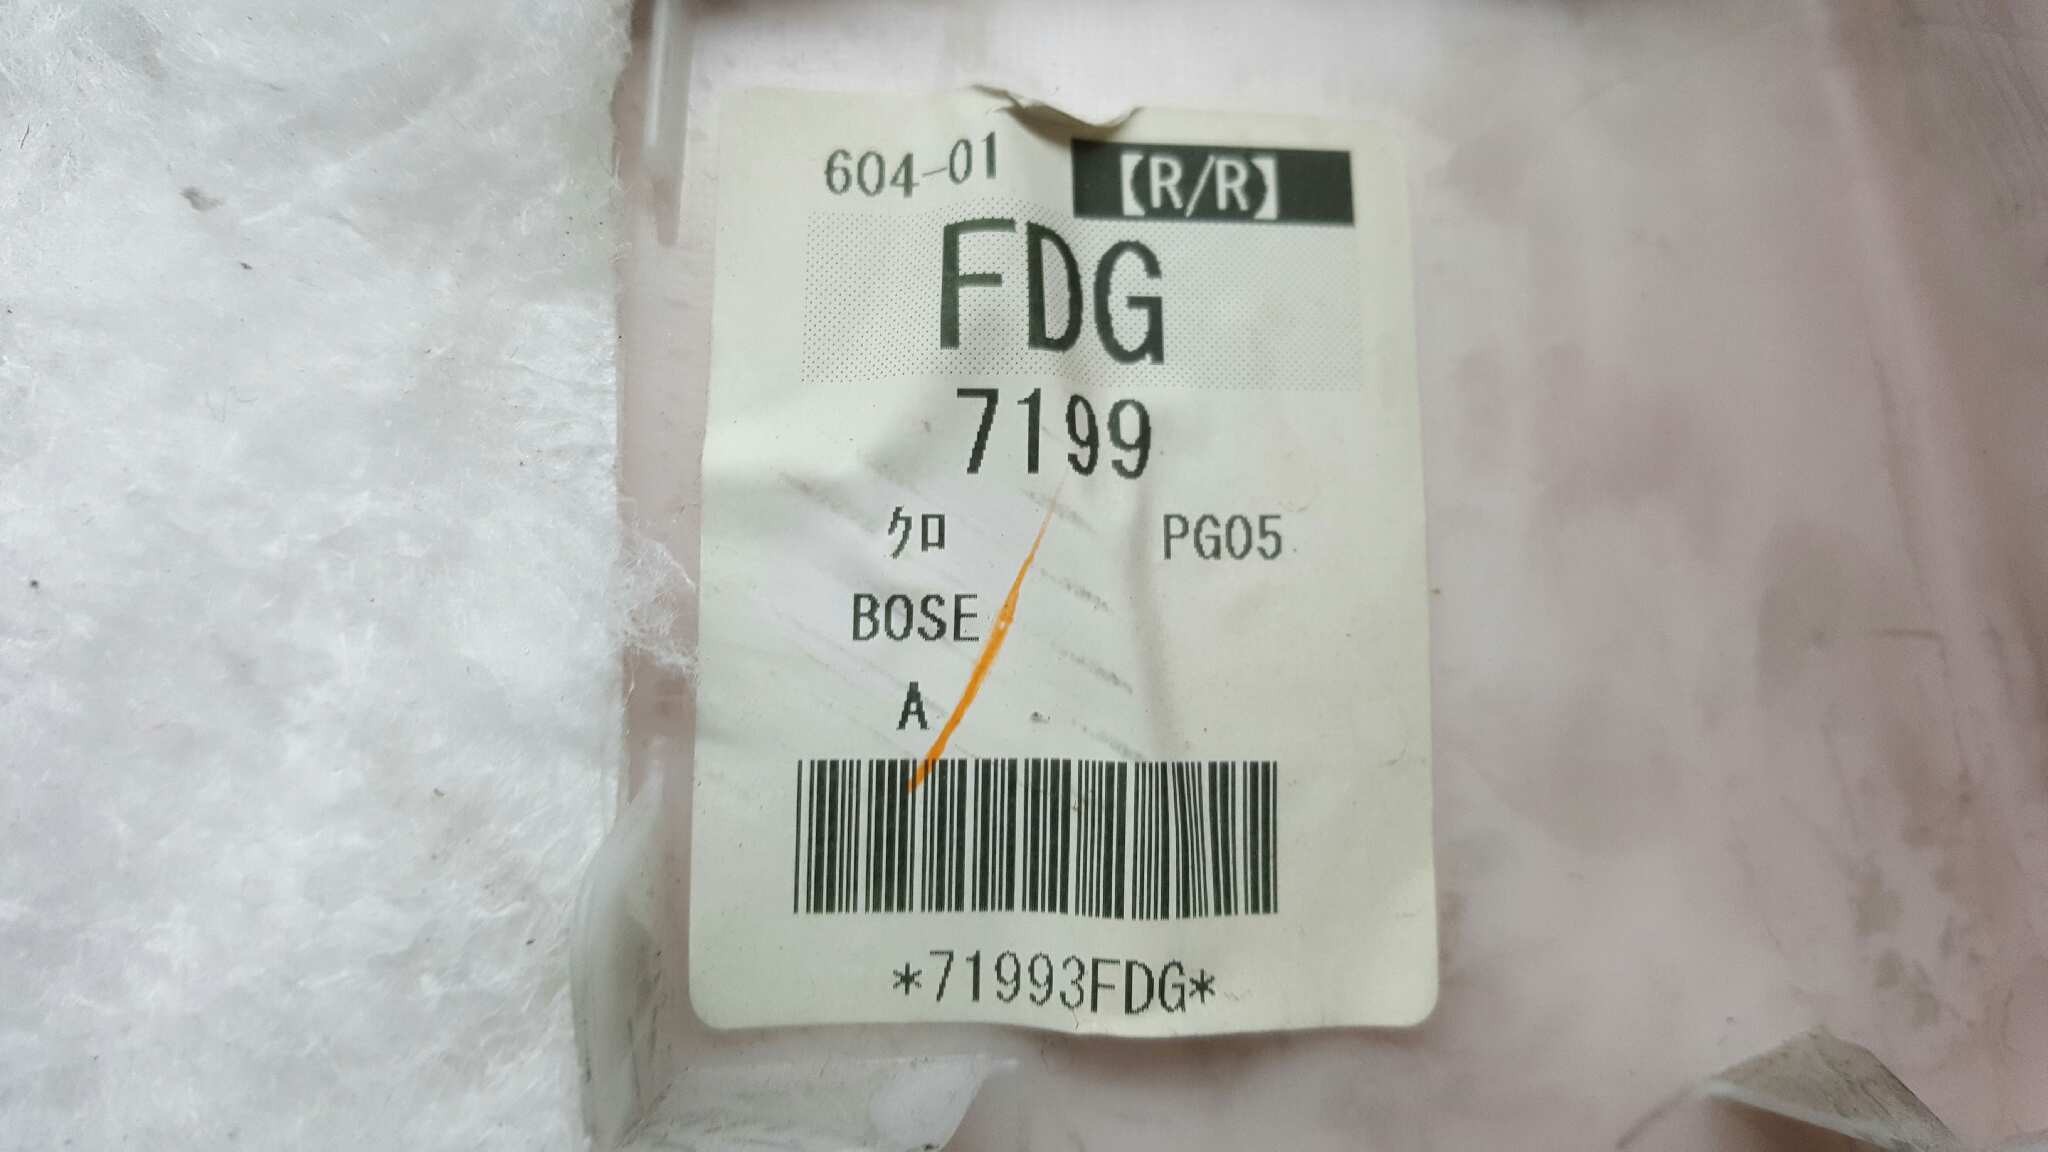 604-01 【R/R】
FDG
7199
クロ PG05
BOSE
A
*71993FDG*